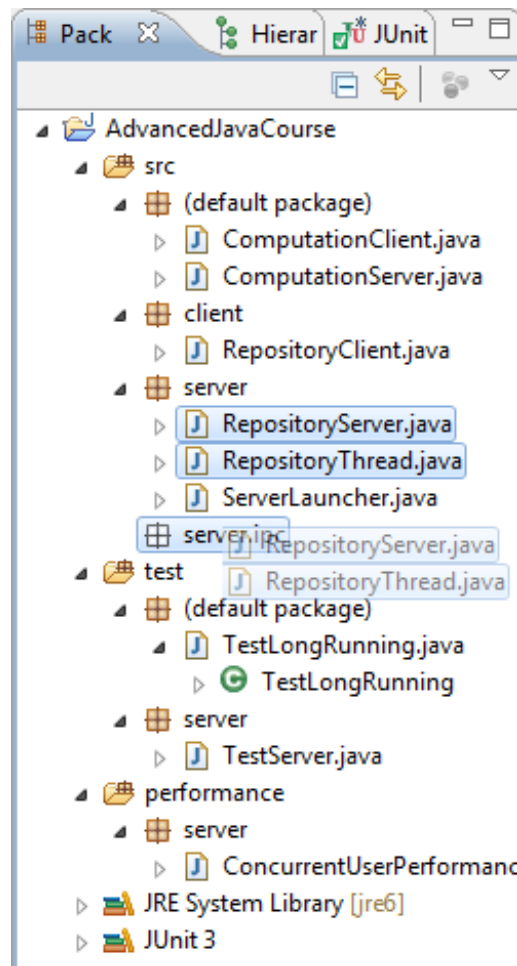 Pack Hierar JUnit
AdvancedJavaCourse
src
(default package)
ComputationClient.java
ComputationServer.java
client
RepositoryClient.java
server
RepositoryServer.java
RepositoryThread.java
ServerLauncher.java
server.ipc
RepositoryServer.java
test
RepositoryThread.java
(default package)
TestLongRunning.java
TestLongRunning
server
TestServer.java
performance
server
ConcurrentUserPerformanc
JRE System Library [jre6]
JUnit 3